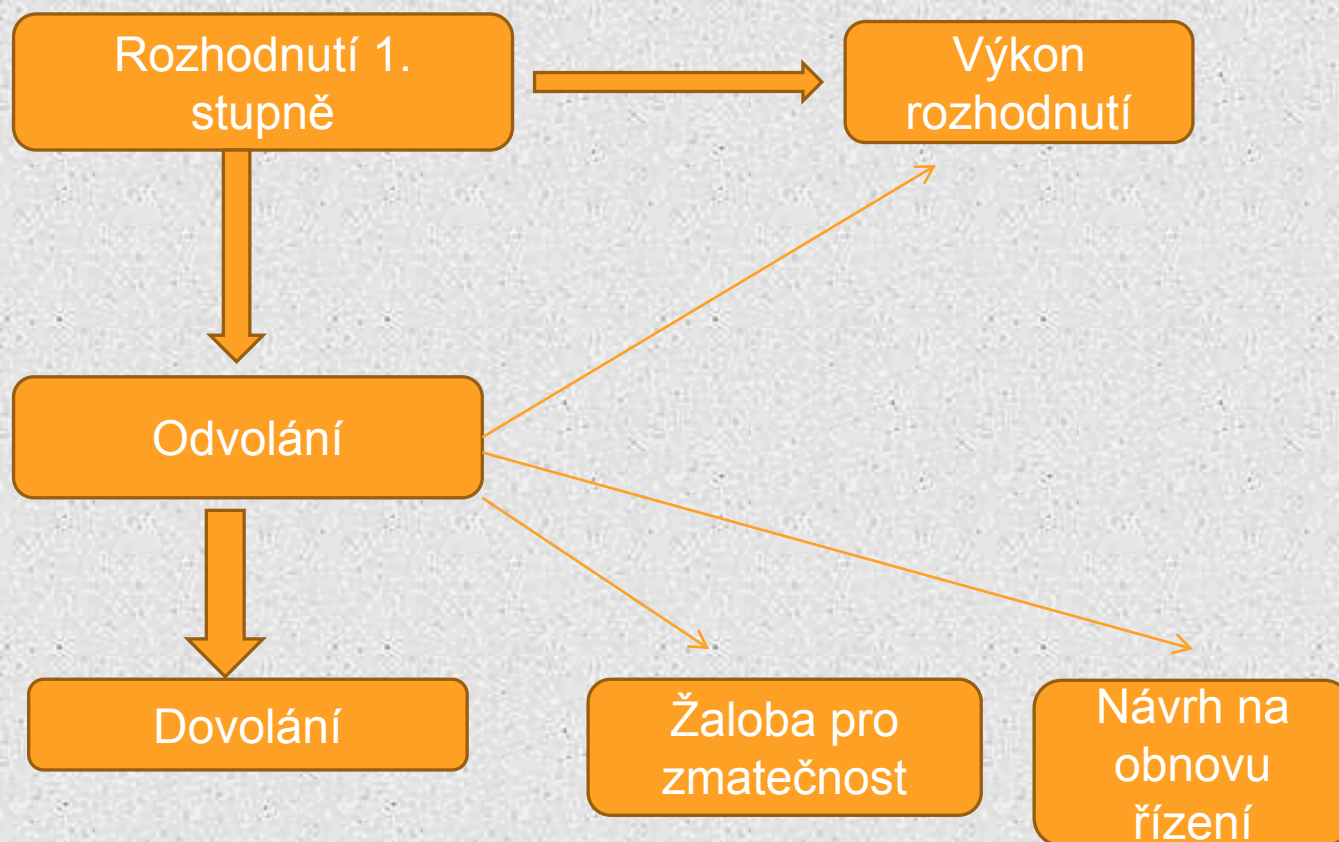 Rozhodnutí 1.
stupně
Výkon
rozhodnutí
Odvolání
Dovolání
Žaloba pro
zmatečnost
Návrh na
obnovu
řízení